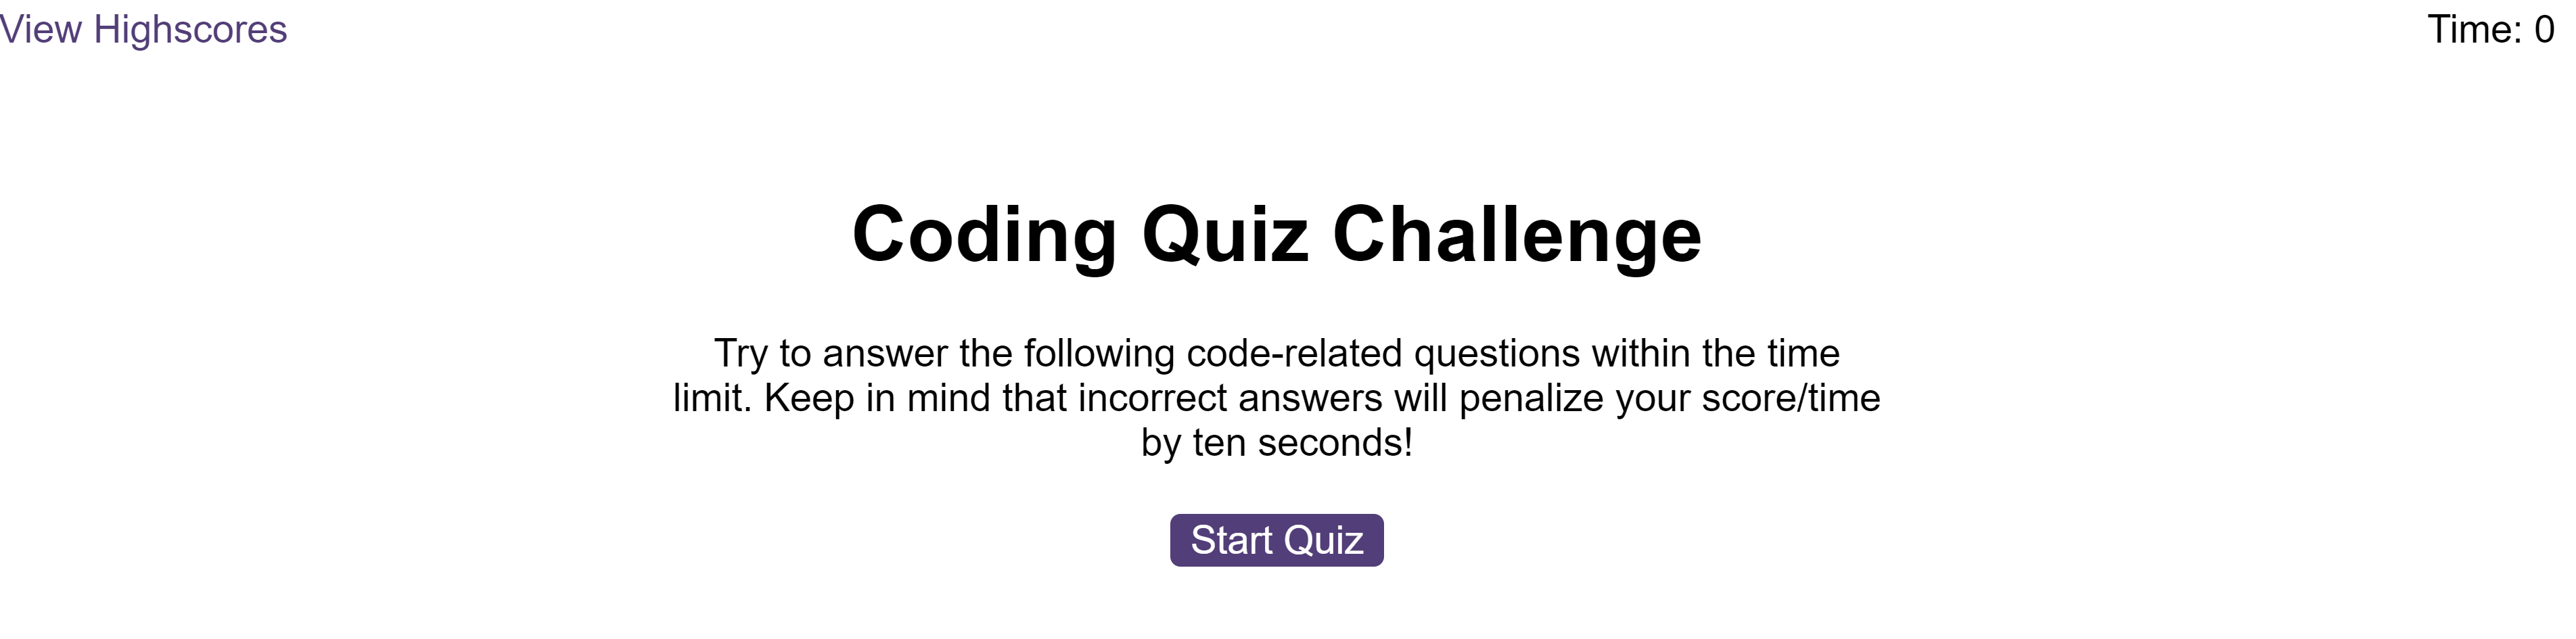 View Highscores
Time: 0
Coding Quiz Challenge
Try to answer the following code-related questions within the time
limit. Keep in mind that incorrect answers will penalize your score/time
by ten seconds!
Start Quiz